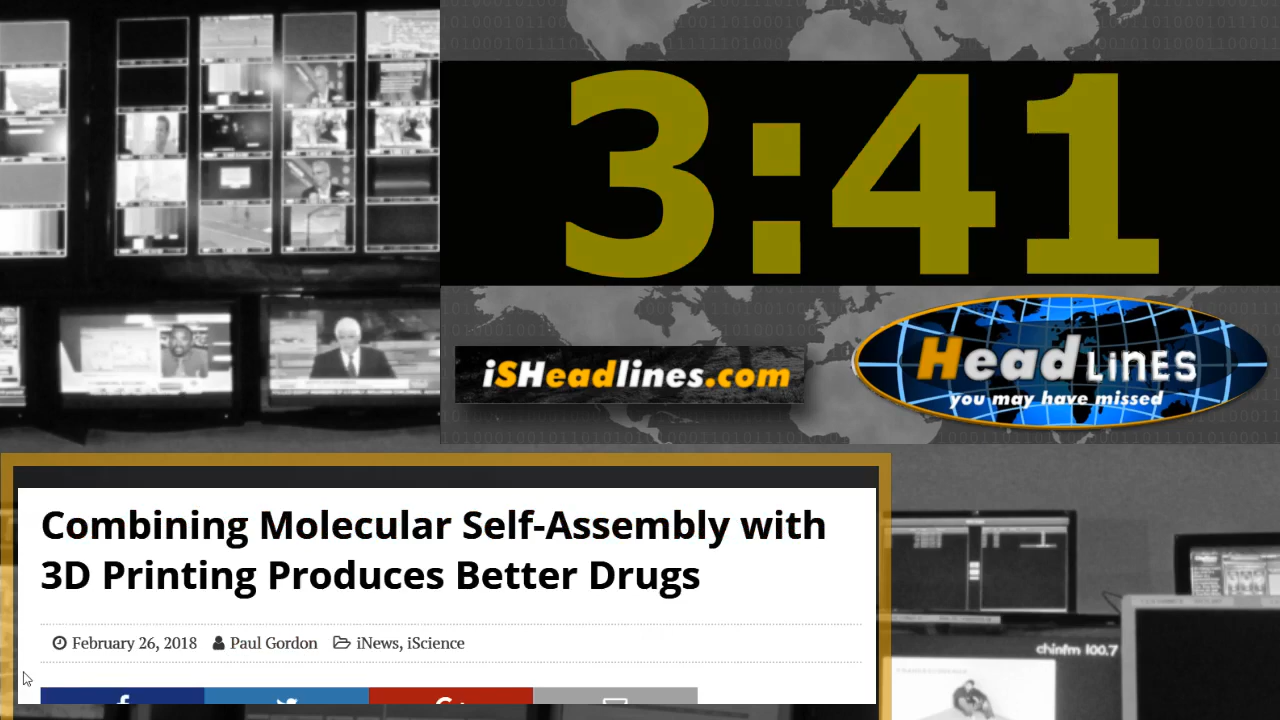 3:41
iSHeadlines.com
HeadLINES
you may have missed
Combining Molecular Self-Assembly with
3D Printing Produces Better Drugs
February 26, 2018 Paul Gordon iNews, iScience
chinfm 100.7